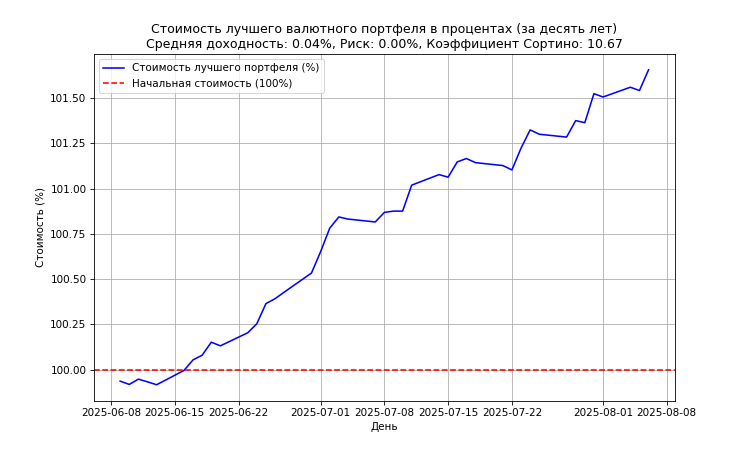 Стоимость лучшего валютного портфеля в процентах (за десять лет)
Средняя доходность: 0.04%, Риск: 0.00%, Коэффициент Сортино: 10.67
Стоимость лучшего портфеля (%)
Начальная стоимость (100%)
Стоимость (%)
101.50
101.25
101.00
100.75
100.50
100.25
100.00
2025-06-08 2025-06-15 2025-06-22 2025-07-01 2025-07-08 2025-07-15 2025-07-22 2025-08-01 2025-08-08
День